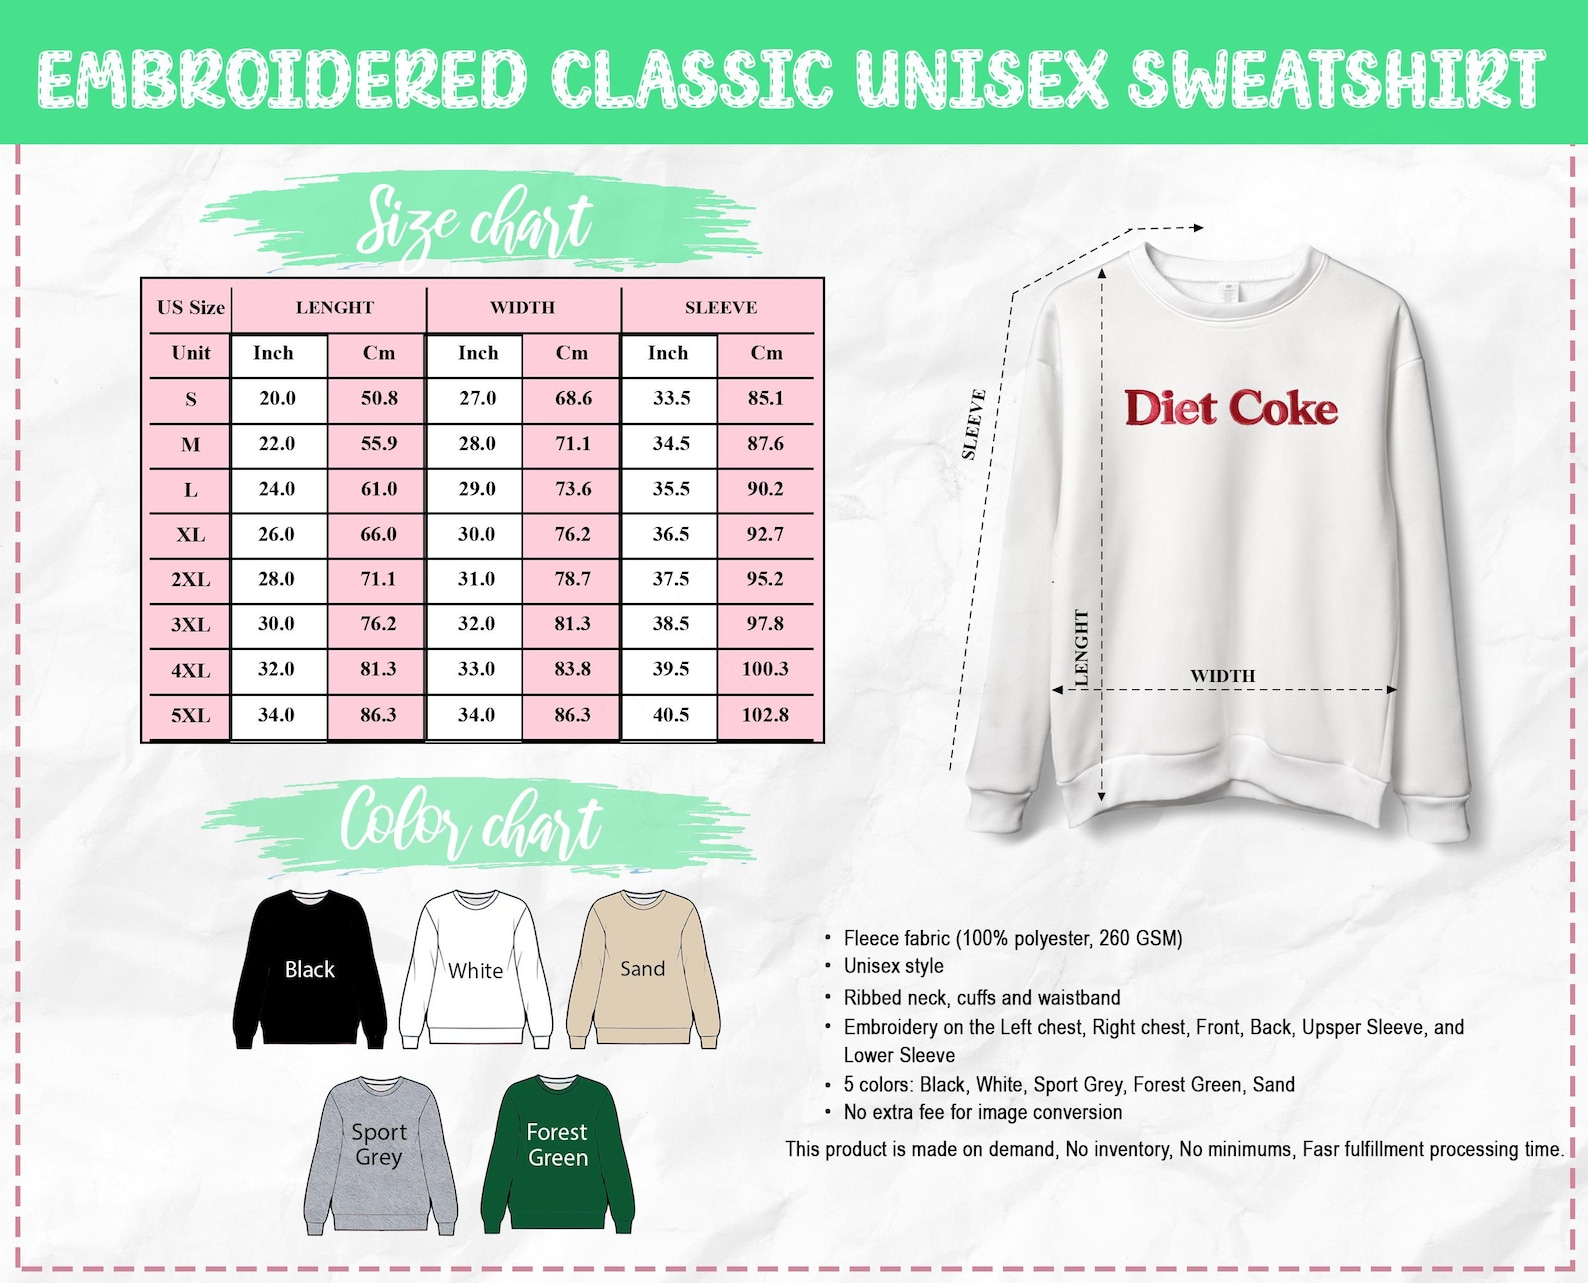 EMBROIDERED CLASSIC UNISEX SWEATSHIRT
Size chart
US Size LENGHT WIDTH SLEEVE
Unit Inch Cm Inch Cm Inch Cm
S 20.0 50.8 27.0 68.6 33.5 85.1
M 22.0 55.9 28.0 71.1 34.5 87.6
L 24.0 61.0 29.0 73.6 35.5 90.2
XL 26.0 66.0 30.0 76.2 36.5 92.7
2XL 28.0 71.1 31.0 78.7 37.5 95.2
3XL 30.0 76.2 32.0 81.3 38.5 97.8
4XL 32.0 81.3 33.0 83.8 39.5 100.3
5XL 34.0 86.3 34.0 86.3 40.5 102.8
SLEEVE
Diet Coke
LENGHT
WIDTH
Color chart
Black
White
Sand
Sport
Grey
Forest
Green
• Fleece fabric (100% polyester, 260 GSM)
• Unisex style
• Ribbed neck, cuffs and waistband
• Embroidery on the Left chest, Right chest, Front, Back, Upsper Sleeve, and
Lower Sleeve
• 5 colors: Black, White, Sport Grey, Forest Green, Sand
• No extra fee for image conversion
This product is made on demand, No inventory, No minimums, Fasr fulfillment processing time.